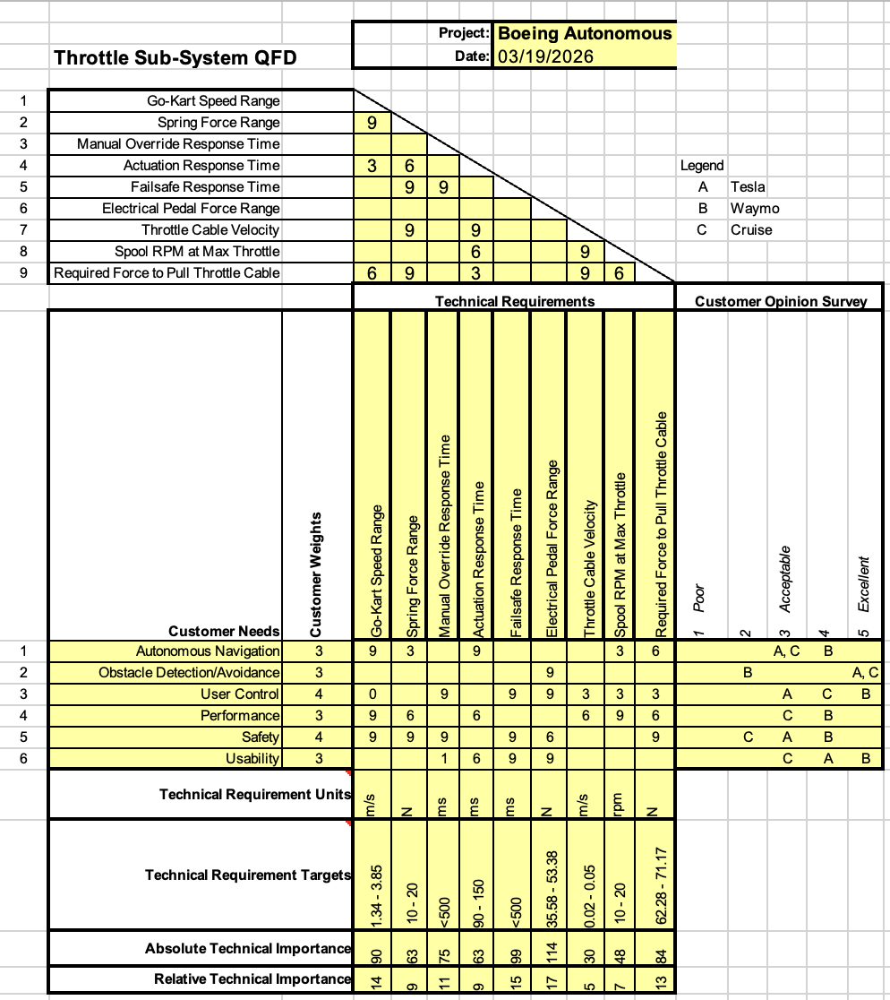 Project: Boeing Autonomous
Throttle Sub-System QFD
Date: 03/19/2026
1 Go-Kart Speed Range
2 Spring Force Range 9
3 Manual Override Response Time
4 Actuation Response Time 3 6 Legend
5 Failsafe Response Time 9 9 A Tesla
6 Electrical Pedal Force Range B Waymo
7 Throttle Cable Velocity 9 9 C Cruise
8 Spool RPM at Max Throttle 6 9
9 Required Force to Pull Throttle Cable 6 9 3 9 6
Technical Requirements Customer Opinion Survey
Customer Needs
Customer Weights
Go-Kart Speed Range
Spring Force Range
Manual Override Response Time
Actuation Response Time
Failsafe Response Time
Electrical Pedal Force Range
Throttle Cable Velocity
Spool RPM at Max Throttle
Required Force to Pull Throttle Cable
1 Poor
2
3 Acceptable
4
5 Excellent
1 Autonomous Navigation 3 9 3 9 3 6 A, C B
2 Obstacle Detection/Avoidance 3 9 B A, C
3 User Control 4 0 9 9 9 3 3 3 A C B
4 Performance 3 9 6 6 6 9 6 C B
5 Safety 4 9 9 9 9 6 9 C A B
6 Usability 3 1 6 9 9 C A B
Technical Requirement Units m/s N ms ms ms N m/s rpm N
Technical Requirement Targets 1.34 - 3.85 10 - 20 <500 90 - 150 <500 35.58 - 53.38 0.02 - 0.05 10 - 20 62.28 - 71.17
Absolute Technical Importance 90 63 75 63 99 114 30 48 84
Relative Technical Importance 14 9 11 9 15 17 5 7 13